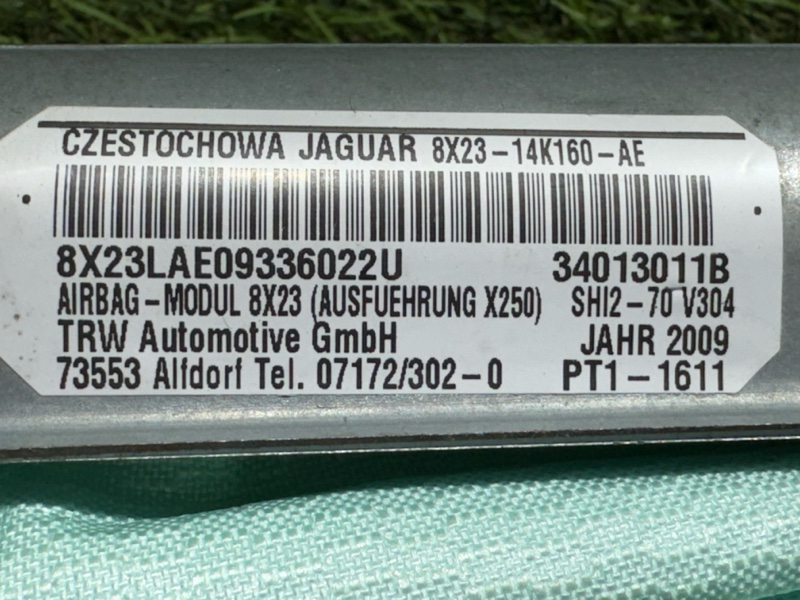 CZESTOCHOWA JAGUAR 8X23-14K160-AE
8X23LAE09336022U 34013011B
AIRBAG-MODUL 8X23 (AUSFUEHRUNG X250) SHI2-70 V304
TRW Automotive GmbH JAHR 2009
73553 Alfdorf Tel. 07172/302-0 PT1-1611